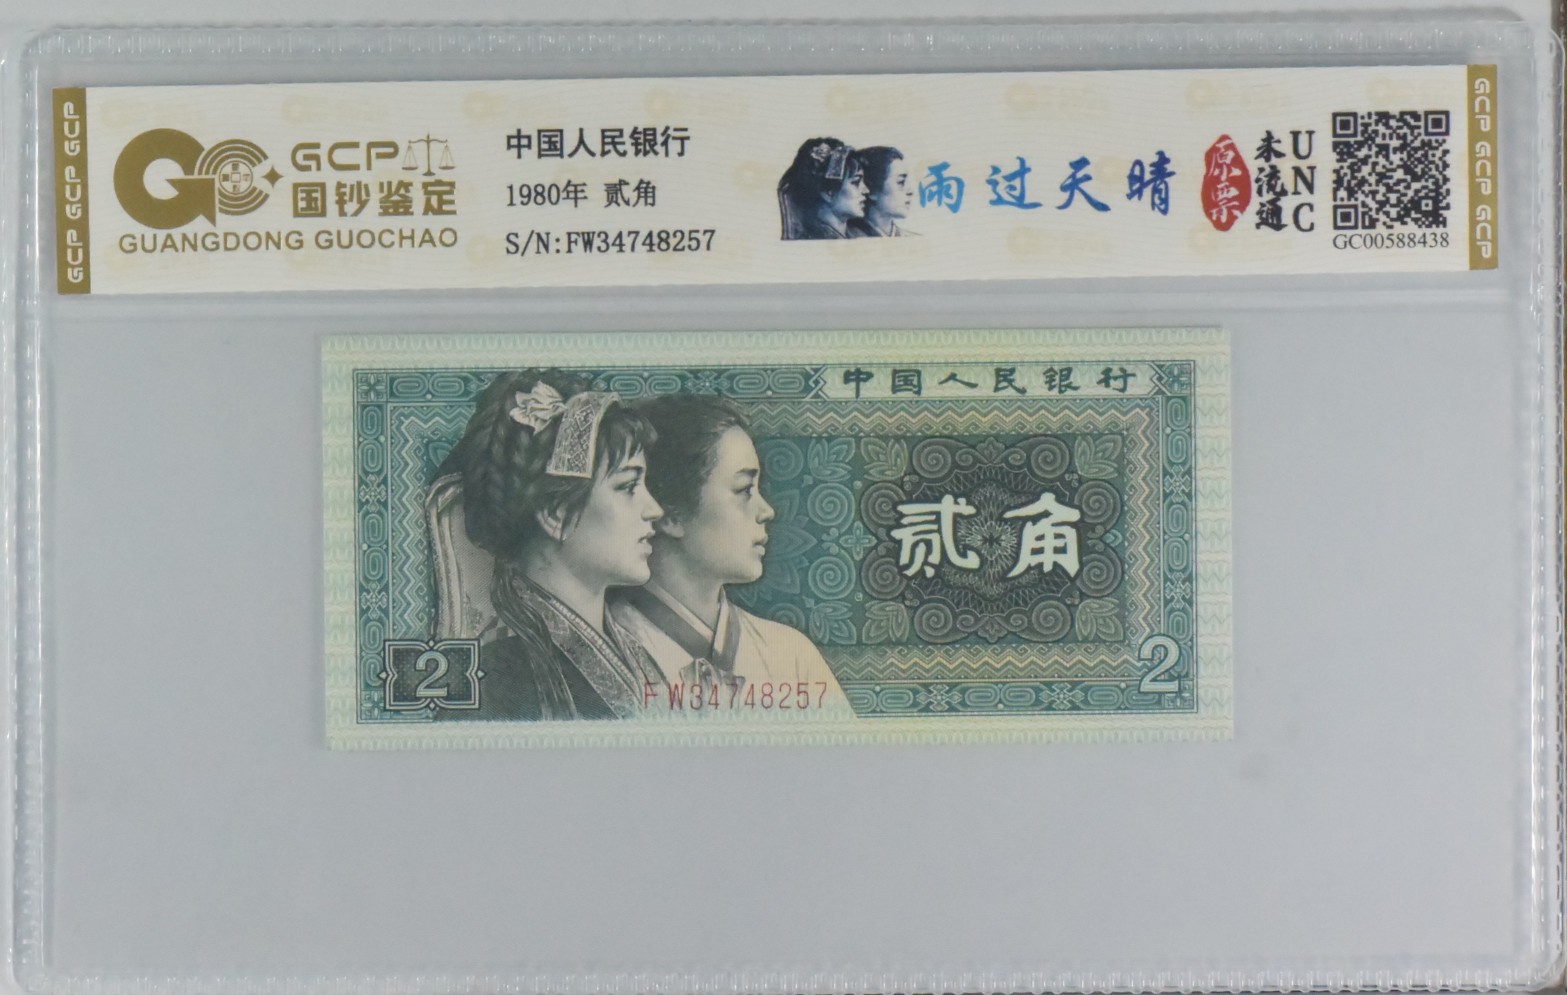 GCP GCP GCP
GCP
国钞鉴定
GUANGDONG GUOCHAO
中国人民银行
1980年 贰角
S/N:FW34748257
雨过天晴
原票
未流通
UNC
GC00588438
GCP GCP GCP
中国人民银行
贰角
2
2
FW34748257